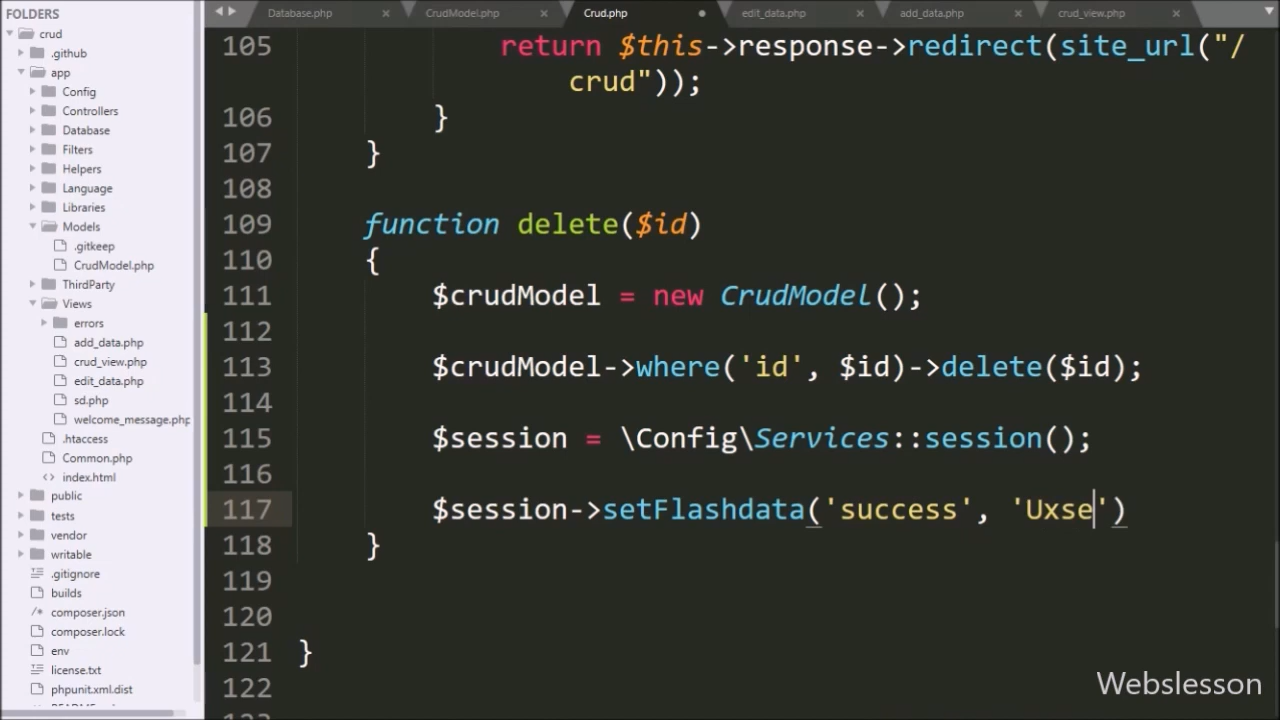 FOLDERS
crud
.github
app
Config
Controllers
Database
Filters
Helpers
Language
Libraries
Models
.gitkeep
CrudModel.php
ThirdParty
Views
errors
add_data.php
crud_view.php
edit_data.php
sd.php
welcome_message.php
.htaccess
Common.php
index.html
public
tests
vendor
writable
.gitignore
builds
composer.json
composer.lock
env
license.txt
phpunit.xml.dist
Database.php
CrudModel.php
Crud.php
edit_data.php
add_data.php
crud_view.php
105 return $this->response->redirect(site_url("/
crud"));
106 }
107 }
108
109 function delete($id)
110 {
111 $crudModel = new CrudModel();
112
113 $crudModel->where('id', $id)->delete($id);
114
115 $session = \Config\Services::session();
116
117 $session->setFlashdata('success', 'Uxse')
118 }
119
120
121 }
122
Webslesson